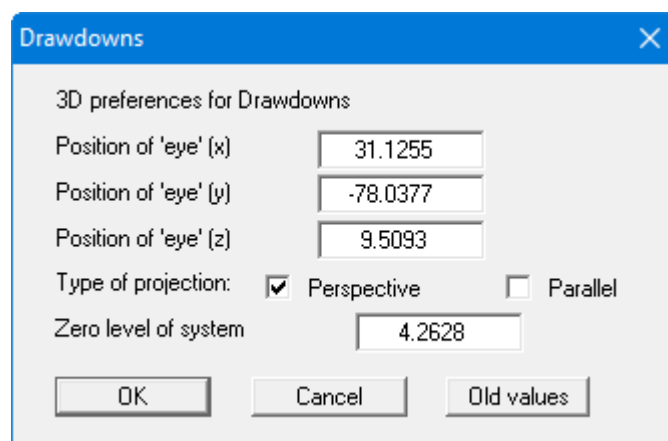 Drawdowns
3D preferences for Drawdowns
Position of 'eye' (x) 31.1255
Position of 'eye' (y) -78.0377
Position of 'eye' (z) 9.5093
Type of projection: Perspective Parallel
Zero level of system 4.2628
OK Cancel Old values